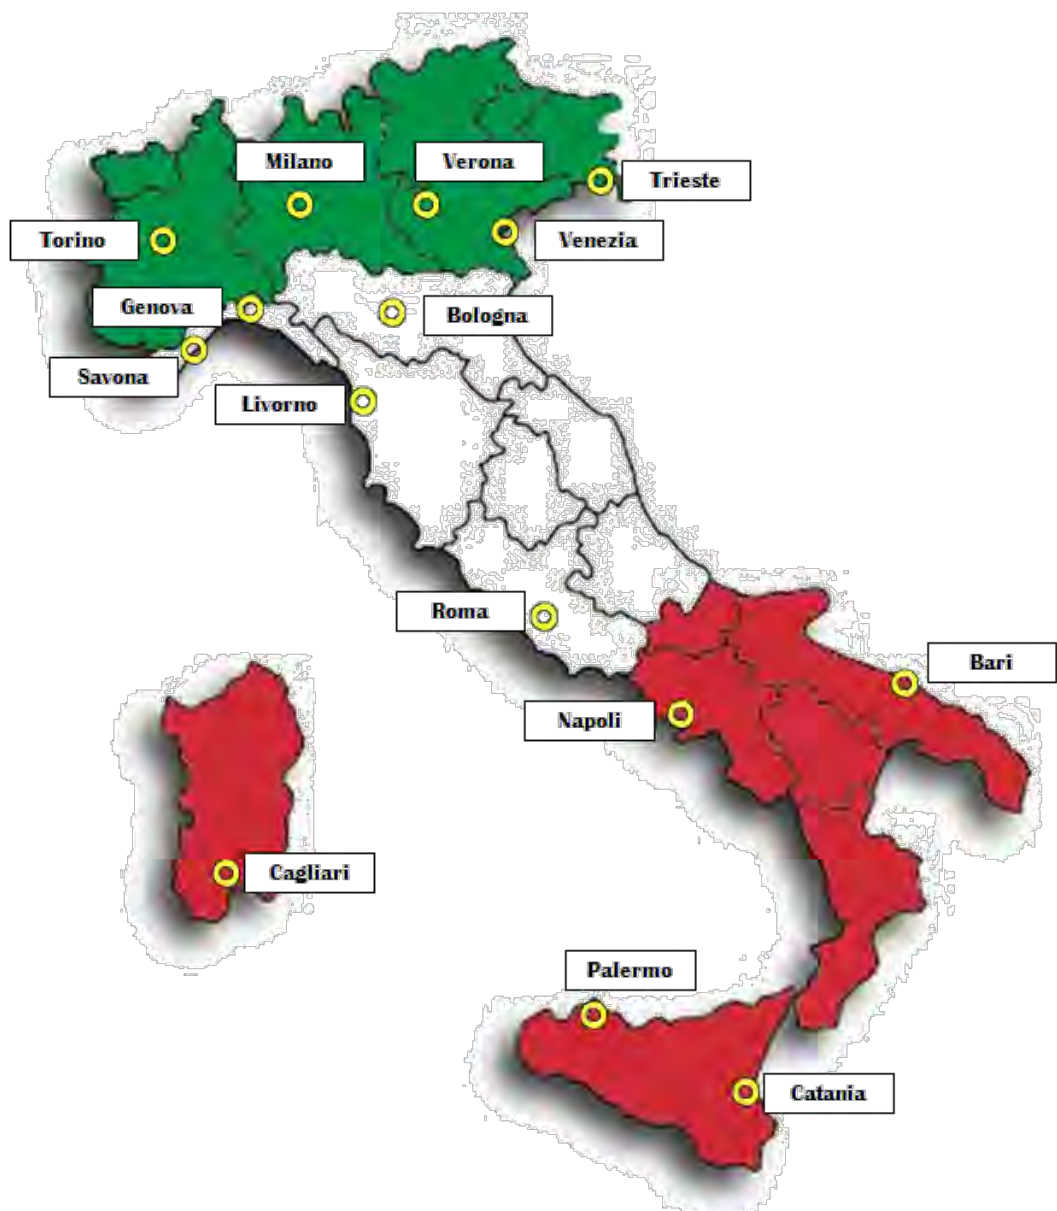 Milano
Verona
Trieste
Torino
Venezia
Genova
Bologna
Savona
Livorno
Roma
Bari
Napoli
Cagliari
Palermo
Catania